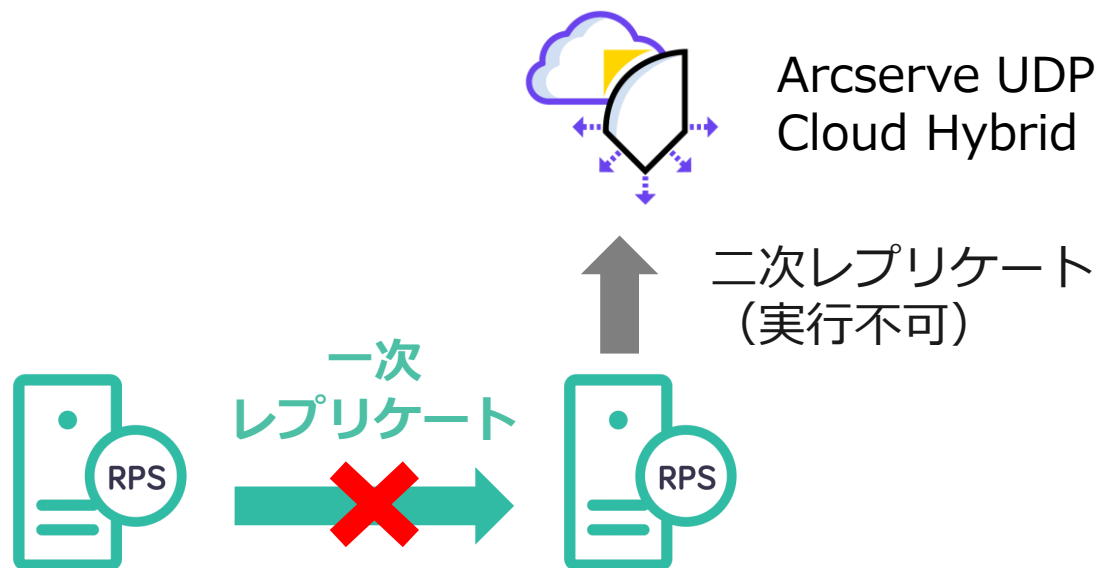 Arcserve UDP
Cloud Hybrid
二次レプリケート
（実行不可）
一次
レプリケート
RPS
RPS